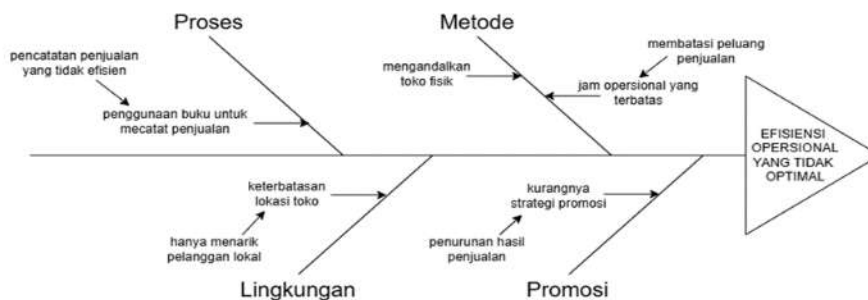 Proses
Metode
pencatatan penjualan
yang tidak efisien
penggunaan buku untuk
mecatat penjualan
mengandalkan
toko fisik
membatasi peluang
penjualan
jam opersional yang
terbatas
EFISIENSI
OPERSIONAL
YANG TIDAK
OPTIMAL
keterbatasan
lokasi toko
hanya menarik
pelanggan lokal
kurangnya
strategi promosi
penurunan hasil
penjualan
Lingkungan
Promosi